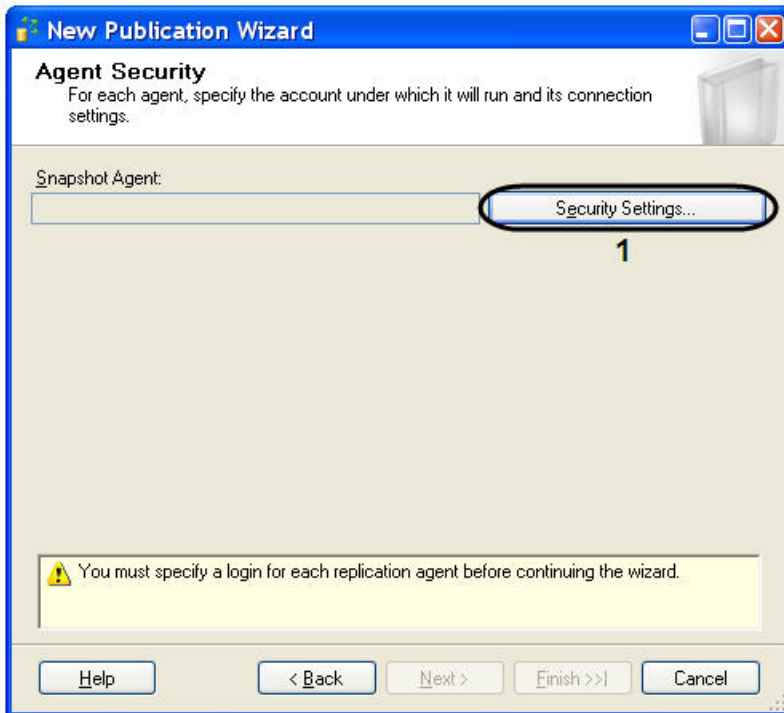 New Publication Wizard
Agent Security
For each agent, specify the account under which it will run and its connection
settings.
Snapshot Agent:
Security Settings...
1
You must specify a login for each replication agent before continuing the wizard.
Help
< Back
Next >
Finish >>|
Cancel